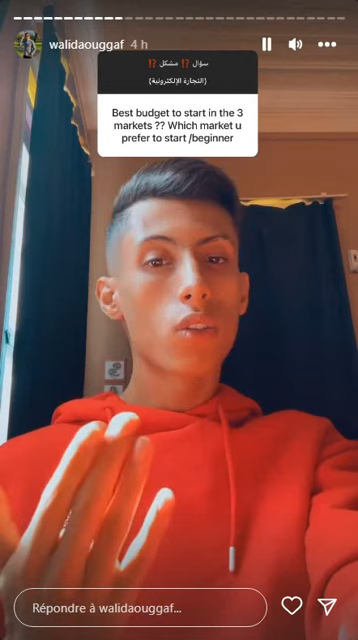 walidaouggaf 4 h
سؤال ⁉️ مشكل ⁉️
(التجارة الإلكترونية)
Best budget to start in the 3
markets ?? Which market u
prefer to start /beginner
Répondre à walidaouggaf...